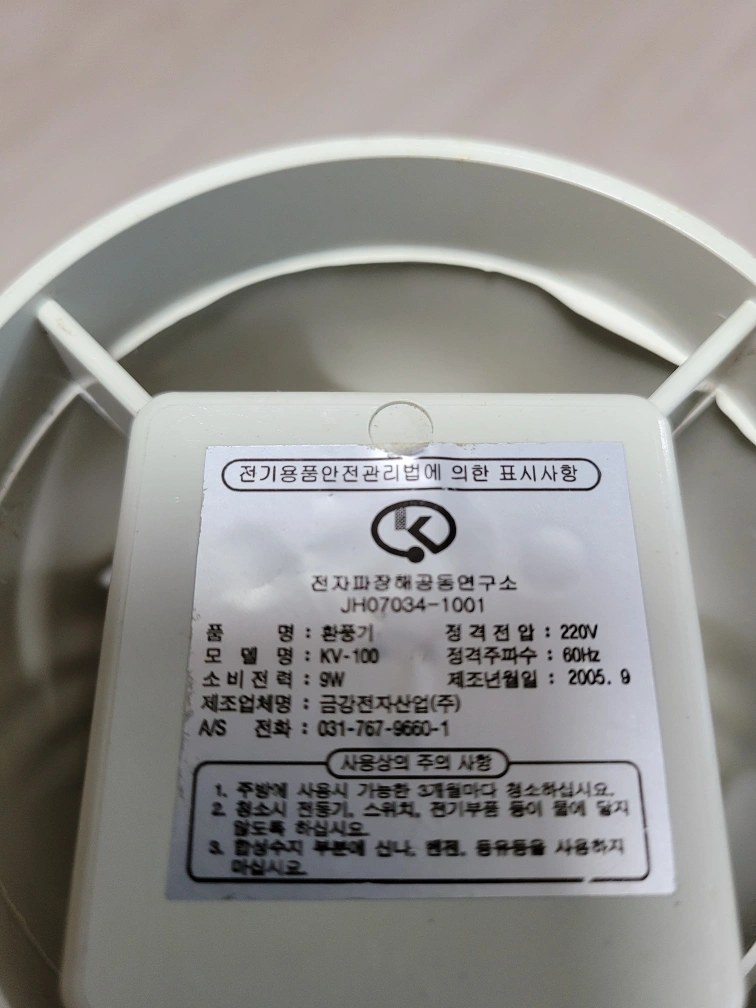 전기용품안전관리법에 의한 표시사항
전자파장해공동연구소
JH07034-1001
품 명 : 환풍기 정격전압 : 220V
모 델 명 : KV-100 정격주파수 : 60Hz
소비전력 : 9W 제조년월일 : 2005. 9
제조업체명 : 금강전자산업(주)
A/S 전화 : 031-767-9660-1
사용상의 주의 사항
1. 주방에 사용시 가능한 3개월마다 청소하십시요.
2. 청소시 전동기, 스위치, 전기부품 등이 물에 닿지
않도록 하십시요
3. 합성수지 부분에 신나, 벤젠, 등유등을 사용하지
마십시요.